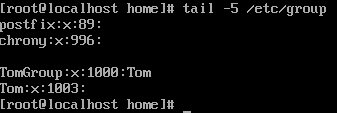 [root@localhost home]# tail -5 /etc/group
postfix:x:89:
chrony:x:996:

TomGroup:x:1000:Tom
Tom:x:1003:
[root@localhost home]#